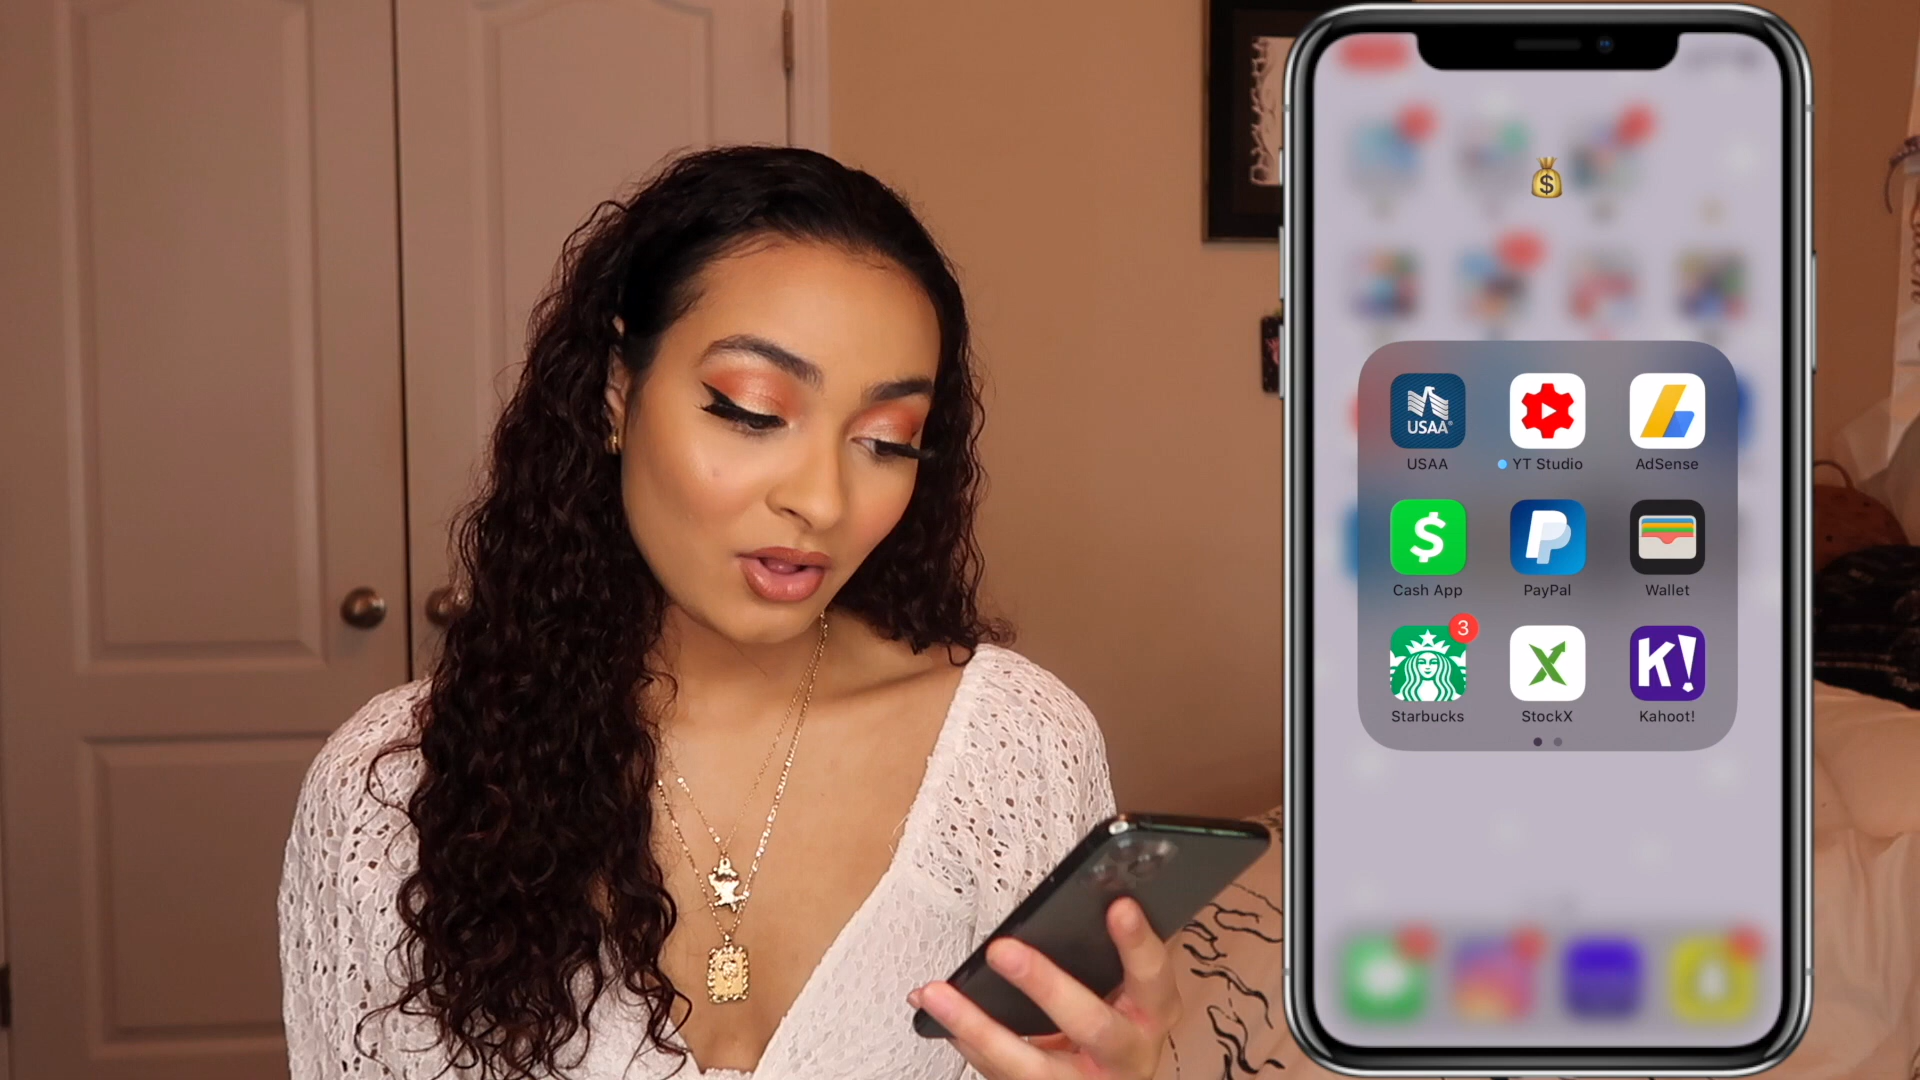 $
USAA
USAA
YT Studio
AdSense
$
Cash App
PayPal
Wallet
3
Starbucks
StockX
K!
Kahoot!